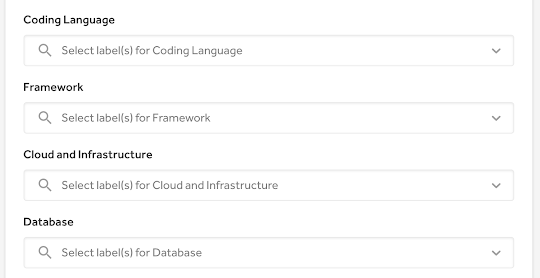 Coding Language
Select label(s) for Coding Language
Framework
Select label(s) for Framework
Cloud and Infrastructure
Select label(s) for Cloud and Infrastructure
Database
Select label(s) for Database